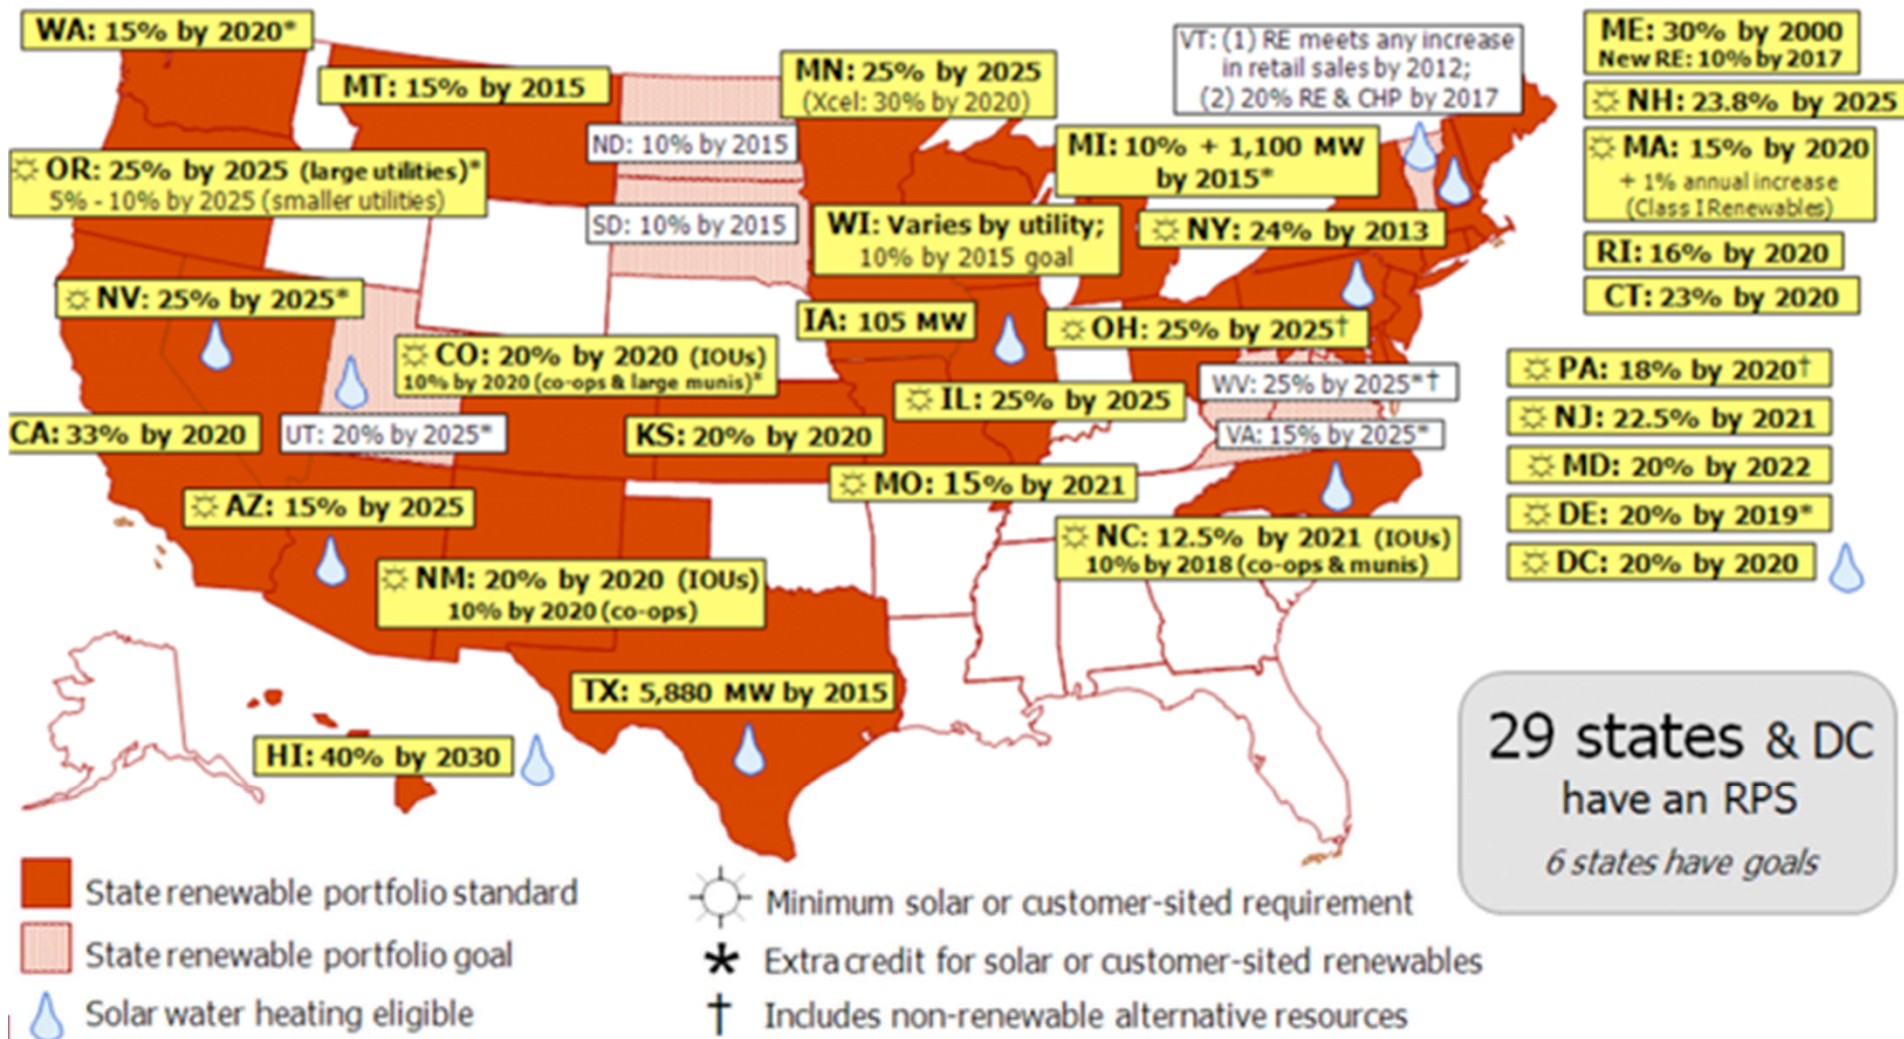 WA: 15% by 2020*
MT: 15% by 2015
MN: 25% by 2025
(Xcel: 30% by 2020)
VT: (1) RE meets any increase
in retail sales by 2012;
(2) 20% RE & CHP by 2017
ME: 30% by 2000
New RE: 10% by 2017
NH: 23.8% by 2025
MA: 15% by 2020
+ 1% annual increase
(Class I Renewables)
RI: 16% by 2020
CT: 23% by 2020
ND: 10% by 2015
MI: 10% + 1,100 MW
by 2015*
OR: 25% by 2025 (large utilities)*
5% - 10% by 2025 (smaller utilities)
SD: 10% by 2015
WI: Varies by utility;
10% by 2015 goal
NY: 24% by 2013
NV: 25% by 2025*
IA: 105 MW
OH: 25% by 2025†
CO: 20% by 2020 (IOUs)
10% by 2020 (co-ops & large munis)*
WV: 25% by 2025*†
IL: 25% by 2025
CA: 33% by 2020
UT: 20% by 2025*
KS: 20% by 2020
VA: 15% by 2025*
MO: 15% by 2021
AZ: 15% by 2025
NC: 12.5% by 2021 (IOUs)
10% by 2018 (co-ops & munis)
NM: 20% by 2020 (IOUs)
10% by 2020 (co-ops)
PA: 18% by 2020†
NJ: 22.5% by 2021
MD: 20% by 2022
DE: 20% by 2019*
DC: 20% by 2020
TX: 5,880 MW by 2015
HI: 40% by 2030
29 states & DC
have an RPS
6 states have goals
State renewable portfolio standard
State renewable portfolio goal
Solar water heating eligible
Minimum solar or customer-sited requirement
* Extra credit for solar or customer-sited renewables
† Includes non-renewable alternative resources